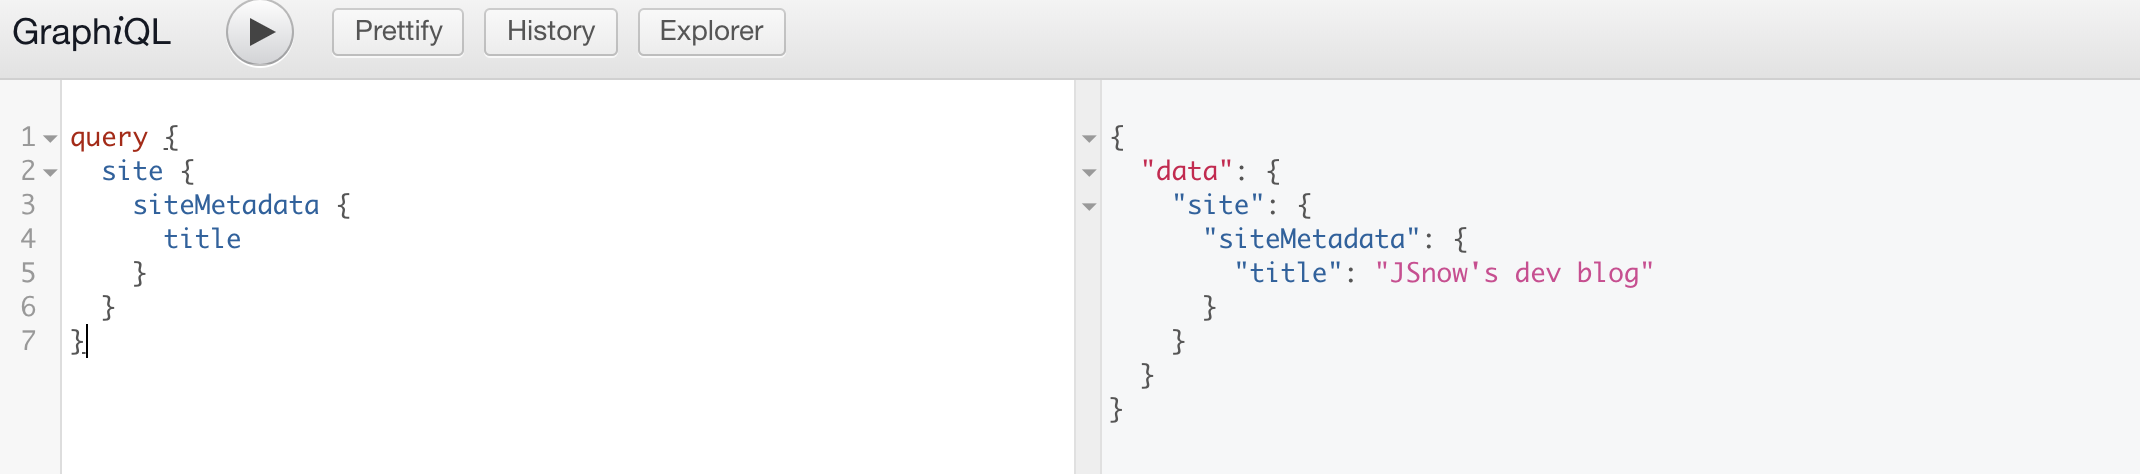 GraphiQL Prettify History Explorer
1 query {
2   site {
3     siteMetadata {
4       title
5     }
6   }
7 }
{
  "data": {
    "site": {
      "siteMetadata": {
        "title": "JSnow's dev blog"
      }
    }
  }
}